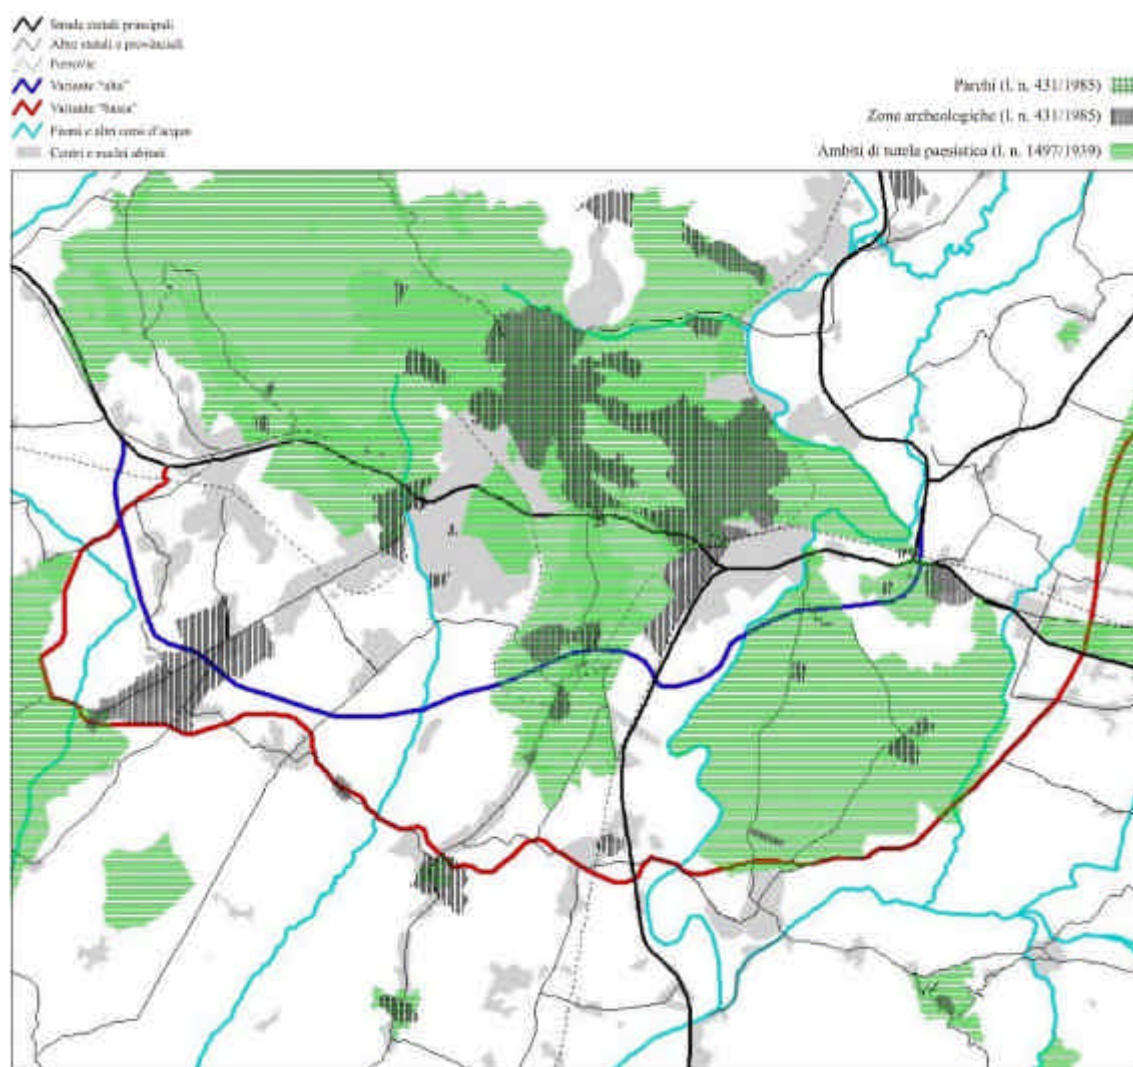 Strade statali principali
Altre statali e provinciali
Ferrovie
Variante "alta"
Variante "bassa"
Fiumi e altri corsi d'acqua
Centri e nuclei abitati
Parchi (l. n. 431/1985)
Zone archeologiche (l. n. 431/1985)
Ambiti di tutela paesistica (l. n. 1497/1939)